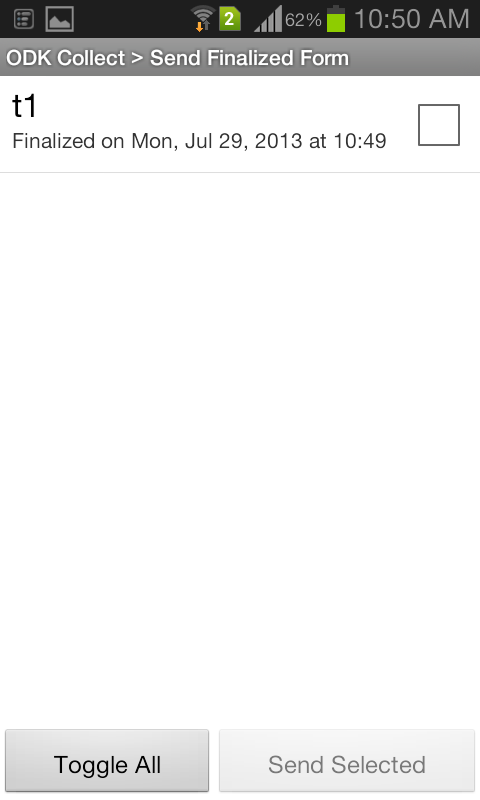 2 62% 10:50 AM
ODK Collect > Send Finalized Form
t1
Finalized on Mon, Jul 29, 2013 at 10:49
Toggle All Send Selected